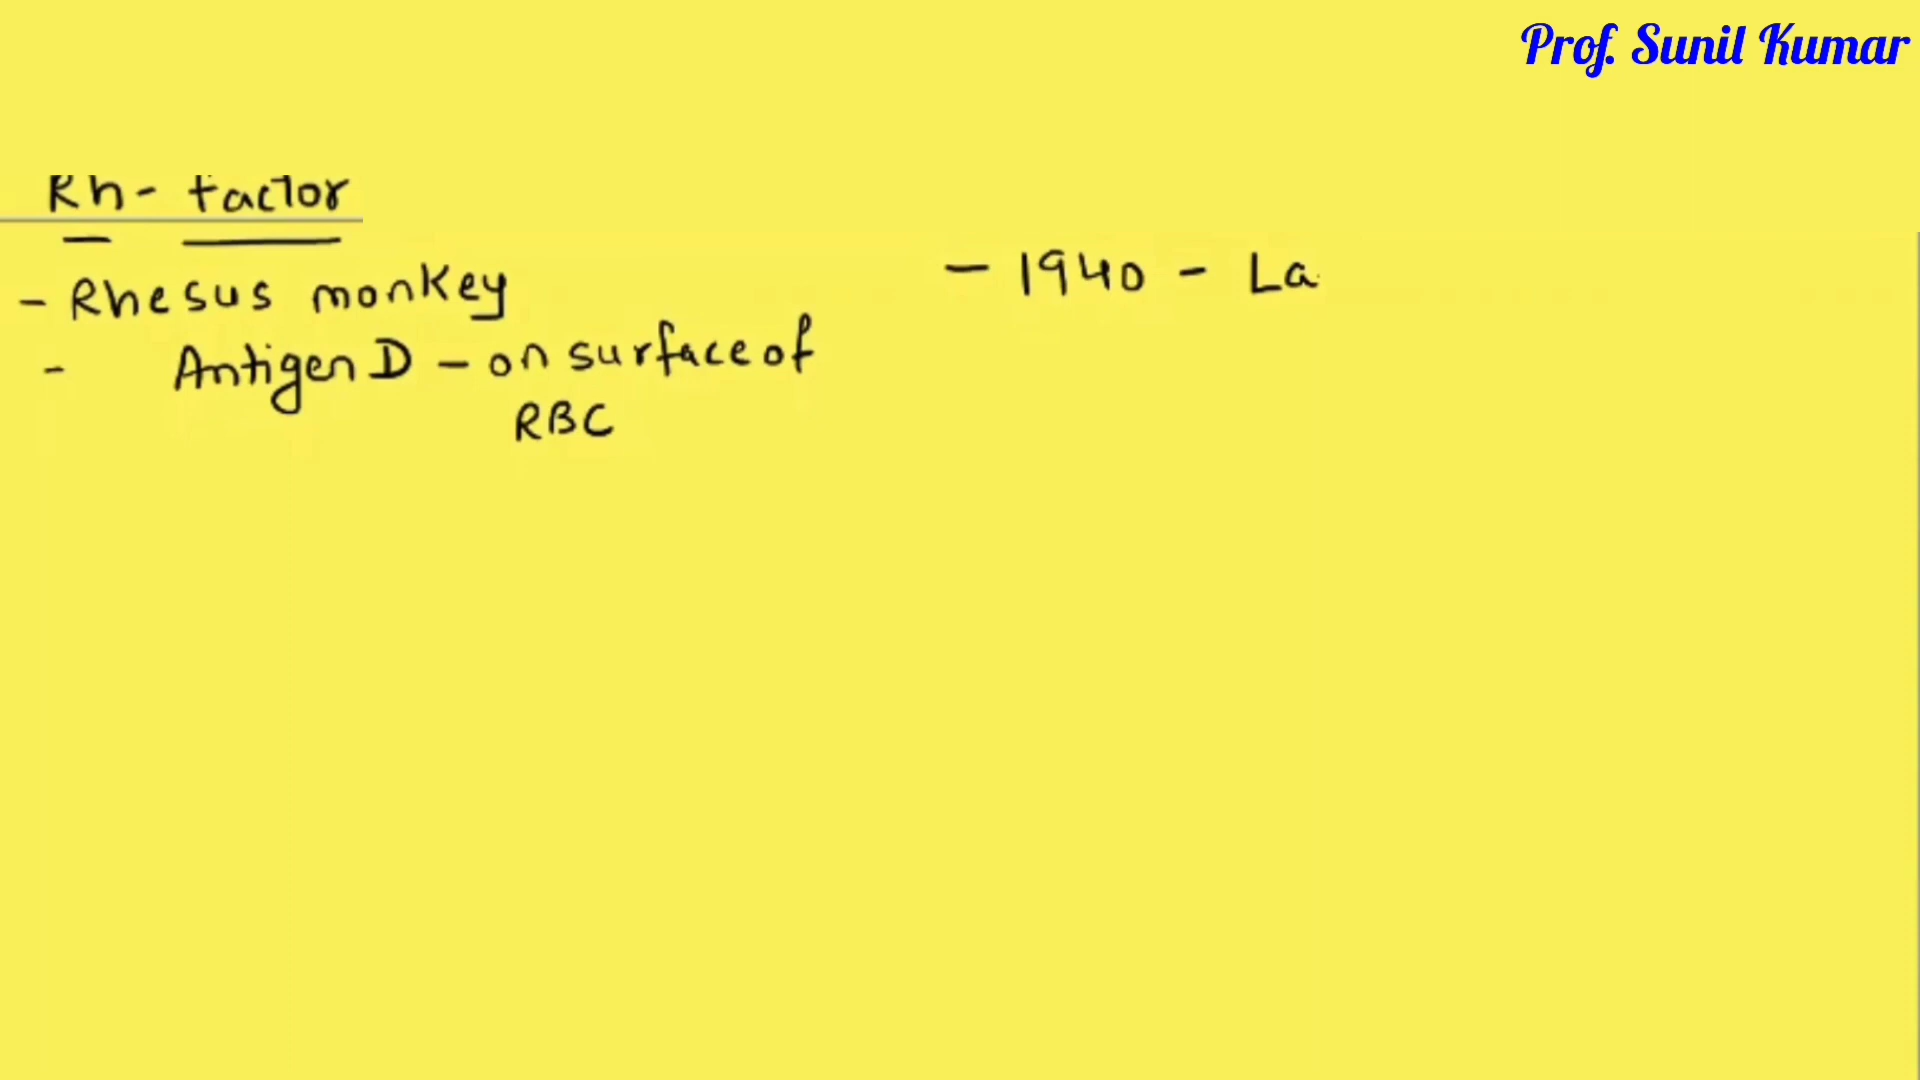 Prof. Sunil Kumar
Rh - factor
- Rhesus monkey
- Antigen D - on surface of
RBC
- 1940 - La